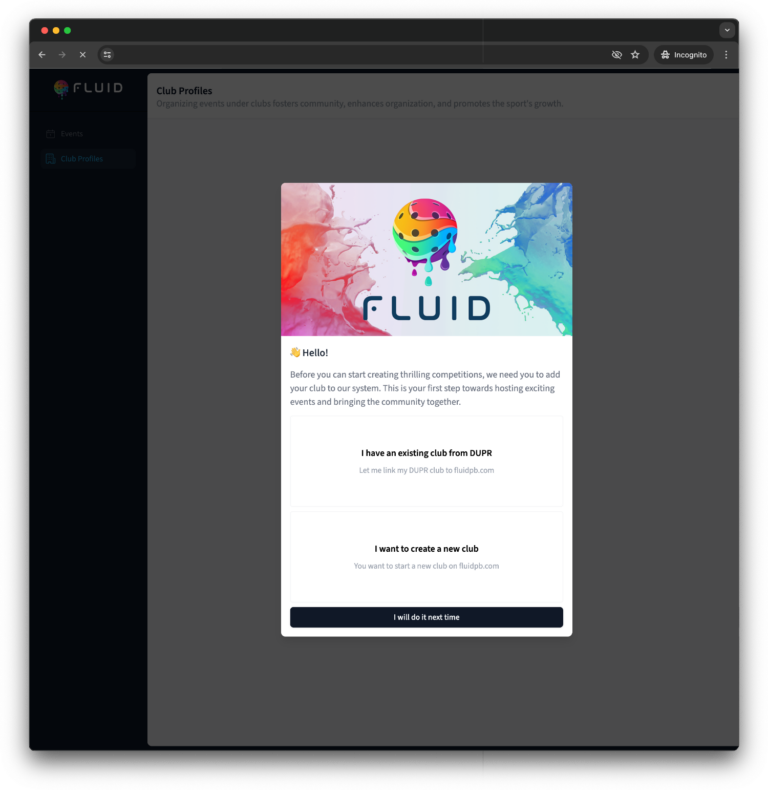 Incognito
FLUID
Club Profiles
Organizing events under clubs fosters community, enhances organization, and promotes the sport's growth.
Events
Club Profiles
FLUID
👋 Hello!
Before you can start creating thrilling competitions, we need you to add
your club to our system. This is your first step towards hosting exciting
events and bringing the community together.
I have an existing club from DUPR
Let me link my DUPR club to fluidpb.com
I want to create a new club
You want to start a new club on fluidpb.com
I will do it next time